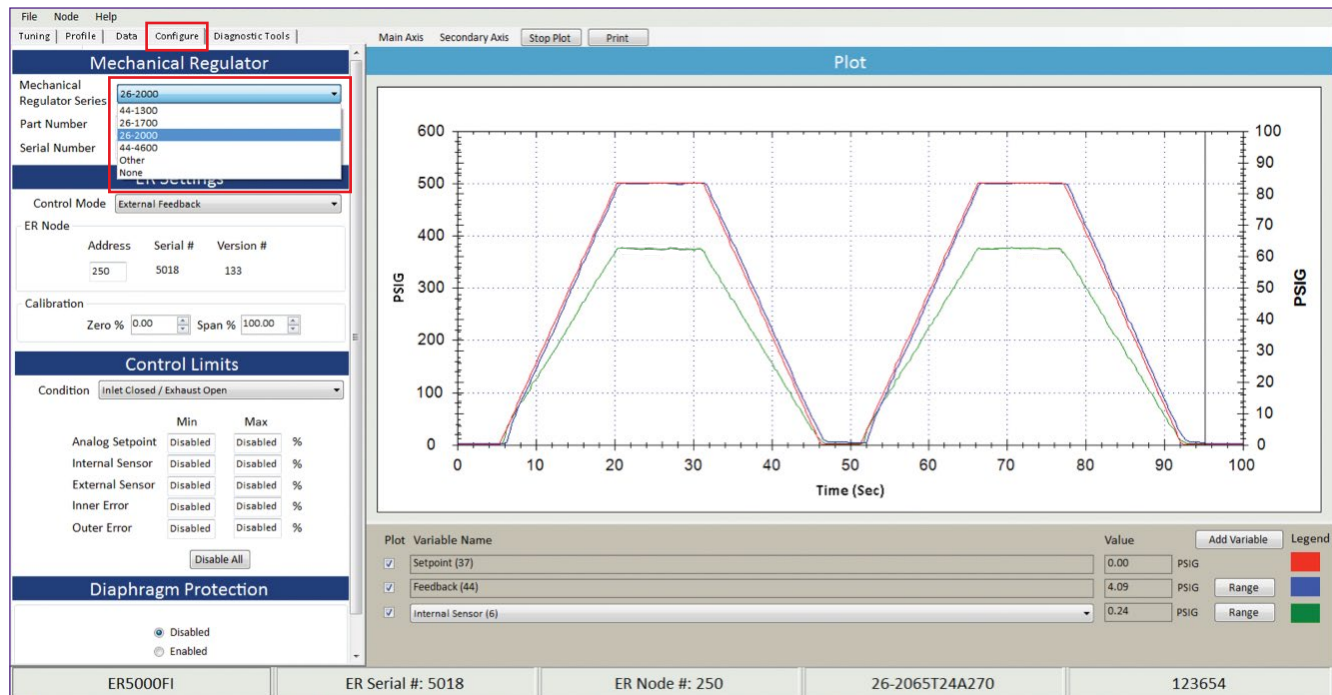 File Node Help
Tuning Profile Data Configure Diagnostic Tools
Main Axis Secondary Axis Stop Plot Print
Mechanical Regulator
Mechanical Regulator Series
26-2000
44-1300
26-1700
26-2000
44-4600
Other
None
Part Number
Serial Number
ER Settings
Control Mode External Feedback
ER Node
Address Serial # Version #
250 5018 133
Calibration
Zero % 0.00 Span % 100.00
Control Limits
Condition Inlet Closed / Exhaust Open
Min Max
Analog Setpoint Disabled Disabled %
Internal Sensor Disabled Disabled %
External Sensor Disabled Disabled %
Inner Error Disabled Disabled %
Outer Error Disabled Disabled %
Disable All
Diaphragm Protection
Disabled
Enabled
Plot
600
500
400
300
200
100
0
PSIG
100
90
80
70
60
50
40
30
20
10
0
PSIG
0 10 20 30 40 50 60 70 80 90 100
Time (Sec)
Plot Variable Name Value Add Variable Legend
Setpoint (37) 0.00 PSIG
Feedback (44) 4.09 PSIG Range
Internal Sensor (6) 0.24 PSIG Range
ER5000FI ER Serial #: 5018 ER Node #: 250 26-2065T24A270 123654